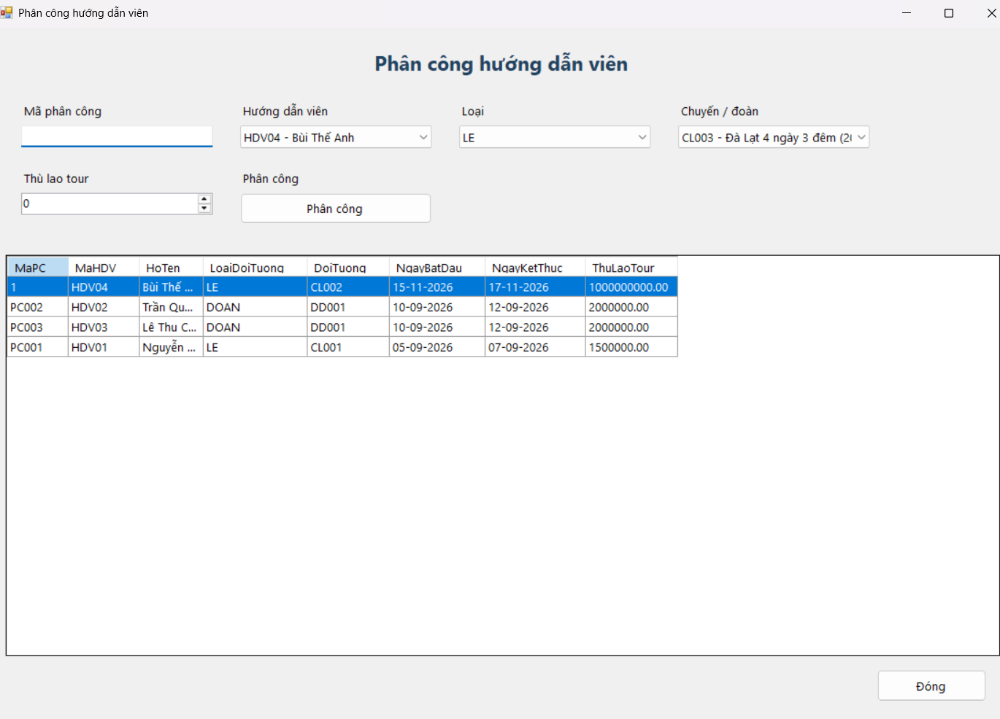 Phân công hướng dẫn viên
Phân công hướng dẫn viên
Mã phân công Hướng dẫn viên Loại Chuyến / đoàn
HDV04 - Bùi Thế Anh LE CL003 - Đà Lạt 4 ngày 3 đêm (20
Thù lao tour Phân công
0 Phân công
MaPC MaHDV HoTen LoaiDoiTuong DoiTuong NgayBatDau NgayKetThuc ThuLaoTour
1 HDV04 Bùi Thế ... LE CL002 15-11-2026 17-11-2026 1000000000.00
PC002 HDV02 Trần Qu... DOAN DD001 10-09-2026 12-09-2026 2000000.00
PC003 HDV03 Lê Thu C... DOAN DD001 10-09-2026 12-09-2026 2000000.00
PC001 HDV01 Nguyễn ... LE CL001 05-09-2026 07-09-2026 1500000.00
Đóng